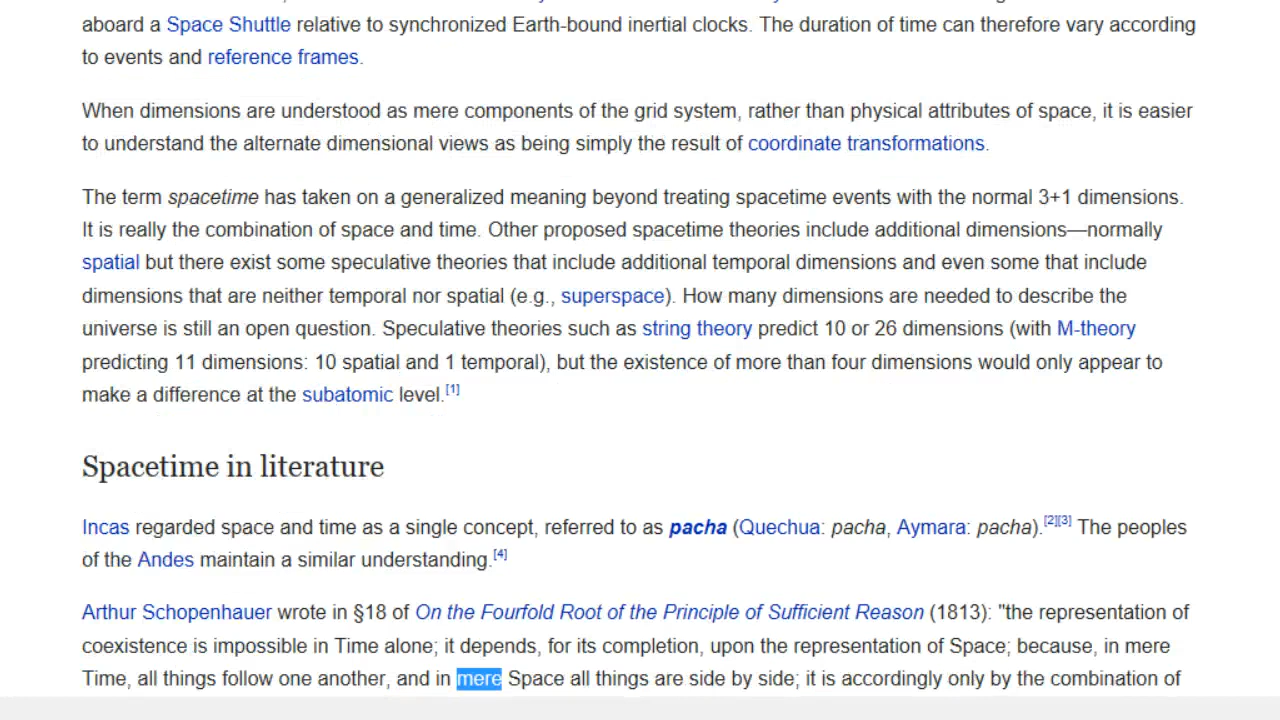 aboard a Space Shuttle relative to synchronized Earth-bound inertial clocks. The duration of time can therefore vary according
to events and reference frames.
When dimensions are understood as mere components of the grid system, rather than physical attributes of space, it is easier
to understand the alternate dimensional views as being simply the result of coordinate transformations.
The term spacetime has taken on a generalized meaning beyond treating spacetime events with the normal 3+1 dimensions.
It is really the combination of space and time. Other proposed spacetime theories include additional dimensions—normally
spatial but there exist some speculative theories that include additional temporal dimensions and even some that include
dimensions that are neither temporal nor spatial (e.g., superspace). How many dimensions are needed to describe the
universe is still an open question. Speculative theories such as string theory predict 10 or 26 dimensions (with M-theory
predicting 11 dimensions: 10 spatial and 1 temporal), but the existence of more than four dimensions would only appear to
make a difference at the subatomic level.[1]
Spacetime in literature
Incas regarded space and time as a single concept, referred to as pacha (Quechua: pacha, Aymara: pacha).[2][3] The peoples
of the Andes maintain a similar understanding.[4]
Arthur Schopenhauer wrote in §18 of On the Fourfold Root of the Principle of Sufficient Reason (1813): "the representation of
coexistence is impossible in Time alone; it depends, for its completion, upon the representation of Space; because, in mere
Time, all things follow one another, and in mere Space all things are side by side; it is accordingly only by the combination of